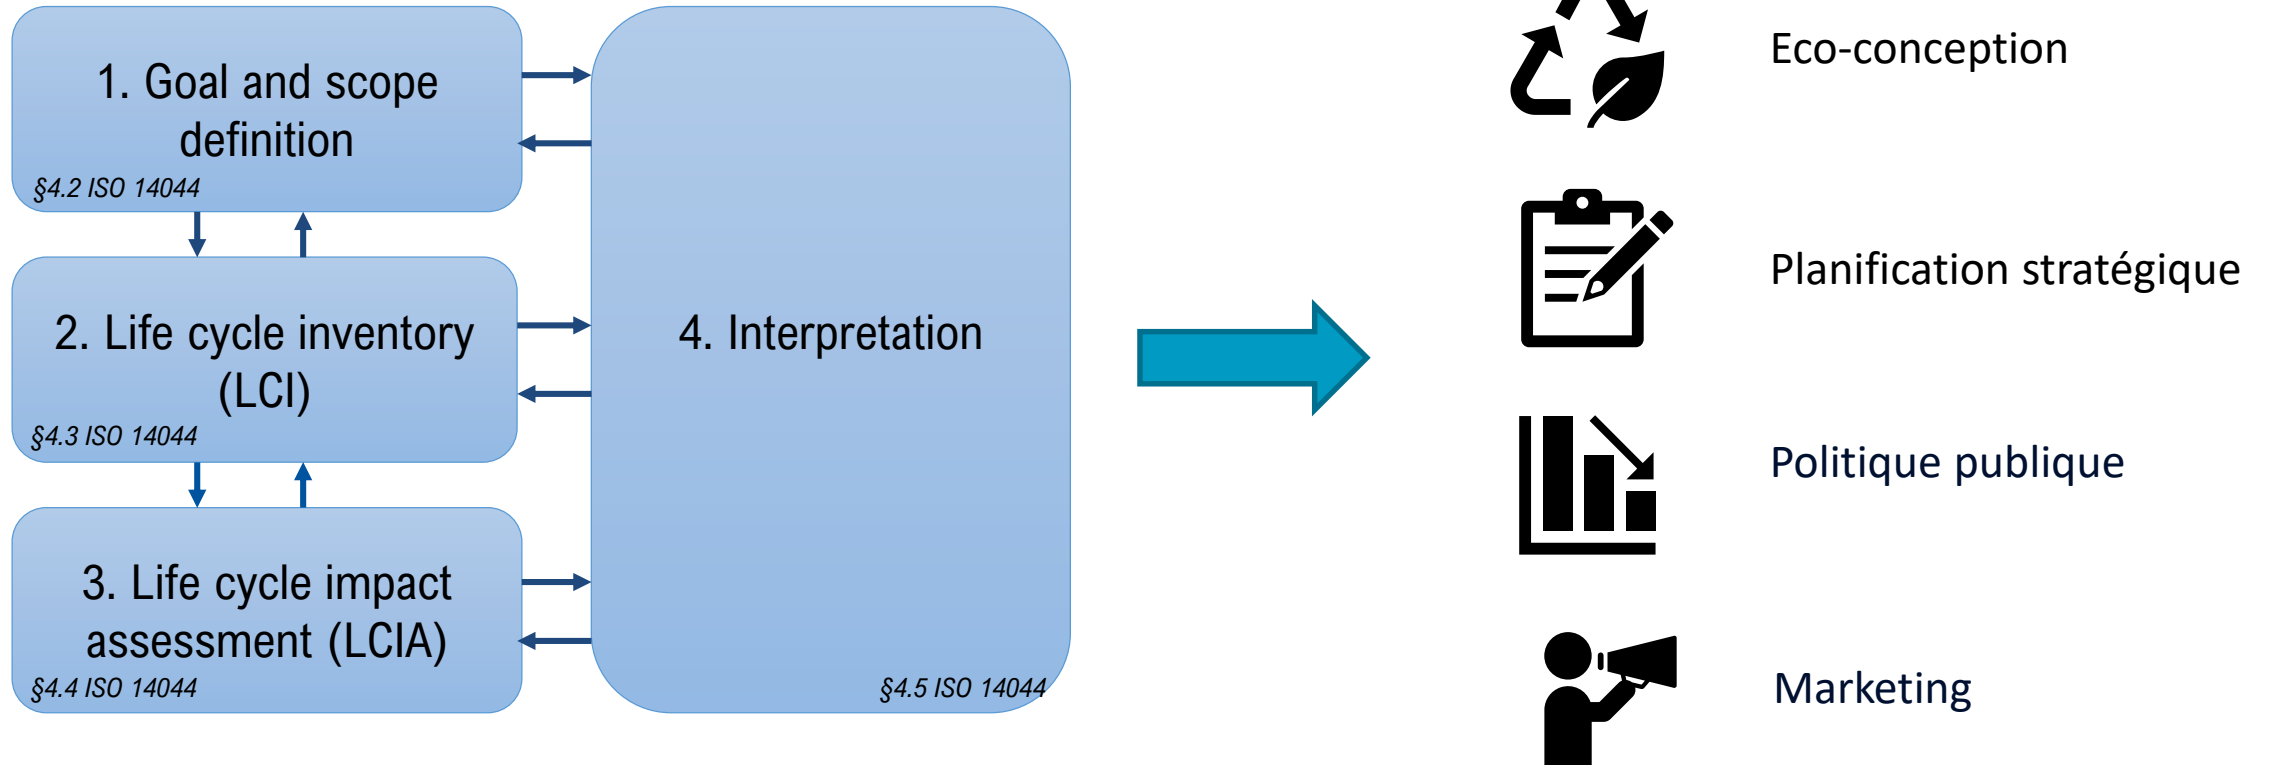 1. Goal and scope
definition
§4.2 ISO 14044
2. Life cycle inventory
(LCI)
§4.3 ISO 14044
3. Life cycle impact
assessment (LCIA)
§4.4 ISO 14044
4. Interpretation
§4.5 ISO 14044
Eco-conception
Planification stratégique
Politique publique
Marketing